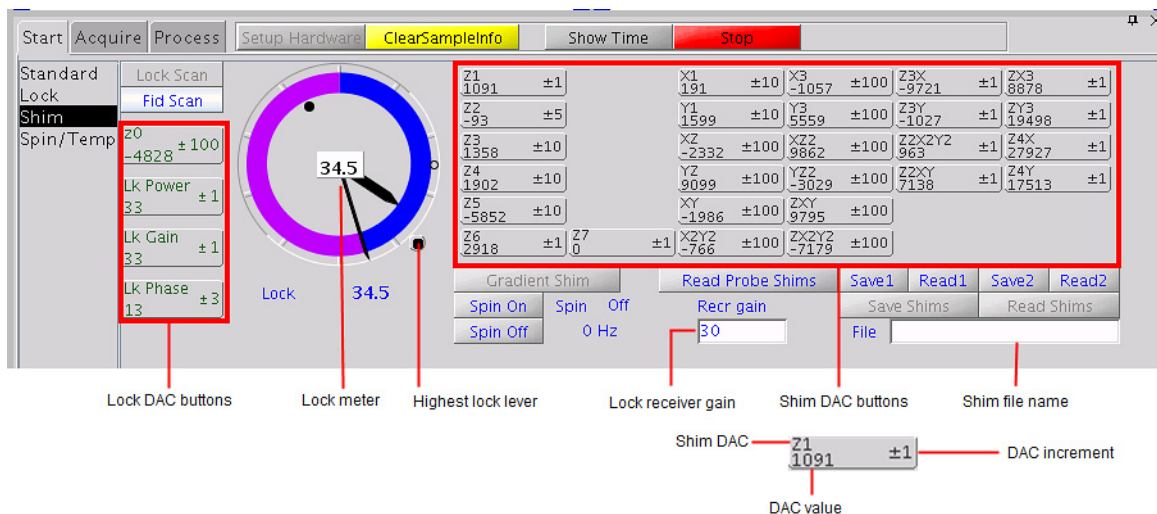 Start Acquire Process Setup Hardware ClearSampleInfo Show Time Stop
Standard
Lock
Shim
Spin/Temp
Lock Scan
Fid Scan
z0 -4828 ±100
Lk Power 33 ±1
Lk Gain 33 ±1
Lk Phase 13 ±3
34.5
Lock 34.5
Z1 1091 ±1 X1 191 ±10 X3 -1057 ±100 Z3X -9721 ±1 ZX3 8878 ±1
Z2 -93 ±5 Y1 1599 ±10 Y3 5559 ±100 Z3Y -1027 ±1 ZY3 19498 ±1
Z3 1358 ±10 XZ -2332 ±100 XZ2 9862 ±100 Z2X2Y2 963 ±1 Z4X 27927 ±1
Z4 1902 ±10 YZ 9099 ±100 YZ2 -3029 ±100 Z2XY 7138 ±1 Z4Y 17513 ±1
Z5 -5852 ±10 XY -1986 ±100 ZXY 9795 ±100
Z6 2918 ±1 Z7 0 ±1 X2Y2 -766 ±100 ZX2Y2 -7179 ±100
Gradient Shim Read Probe Shims Save1 Read1 Save2 Read2
Spin On Spin Off Recr gain Save Shims Read Shims
Spin Off 0 Hz 30 File
Lock DAC buttons Lock meter Highest lock lever Lock receiver gain Shim DAC buttons Shim file name
Shim DAC Z1 1091 ±1 DAC increment
DAC value